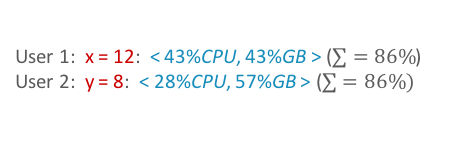 User 1: x = 12: < 43%CPU, 43%GB > (∑ = 86%)
User 2: y = 8: < 28%CPU, 57%GB > (∑ = 86%)